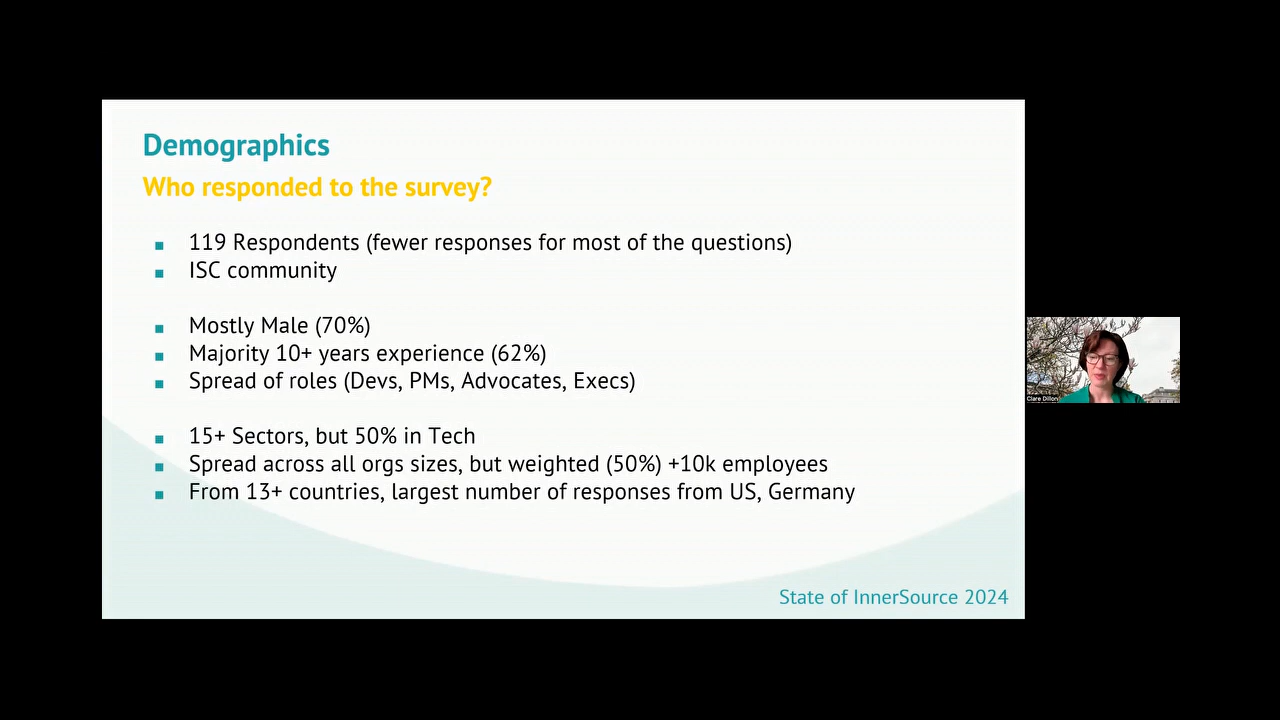 Demographics
Who responded to the survey?
119 Respondents (fewer responses for most of the questions)
ISC community
Mostly Male (70%)
Majority 10+ years experience (62%)
Spread of roles (Devs, PMs, Advocates, Execs)
15+ Sectors, but 50% in Tech
Spread across all orgs sizes, but weighted (50%) +10k employees
From 13+ countries, largest number of responses from US, Germany
State of InnerSource 2024
Clare Dillon